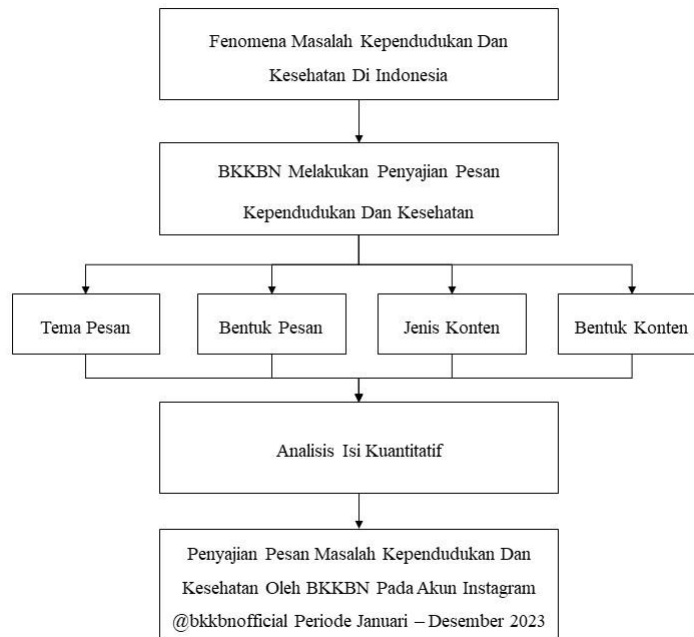 Fenomena Masalah Kependudukan Dan
Kesehatan Di Indonesia
BKKBN Melakukan Penyajian Pesan
Kependudukan Dan Kesehatan
Tema Pesan
Bentuk Pesan
Jenis Konten
Bentuk Konten
Analisis Isi Kuantitatif
Penyajian Pesan Masalah Kependudukan Dan
Kesehatan Oleh BKKBN Pada Akun Instagram
@bkkbnofficial Periode Januari – Desember 2023